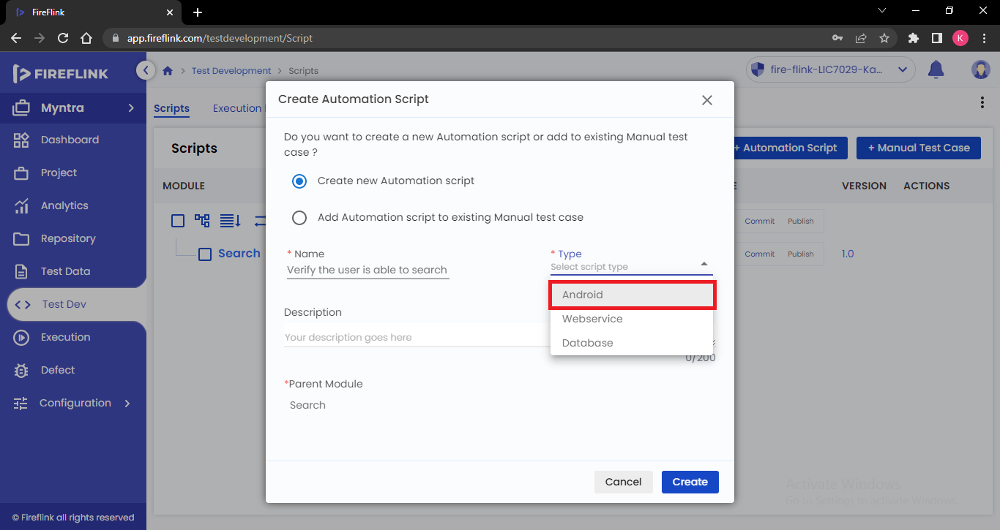 FireFlink
app.fireflink.com/testdevelopment/Script
K
FIREFLINK
Test Development > Scripts
fire-flink-LIC7029-Ka...
Myntra
Dashboard
Project
Analytics
Repository
Test Data
Test Dev
Execution
Defect
Configuration
© Fireflink all rights reserved
Scripts
Execution
Scripts
+ Automation Script
+ Manual Test Case
MODULE
VERSION
ACTIONS
Commit Publish
Search
Commit Publish
1.0
Create Automation Script
Do you want to create a new Automation script or add to existing Manual test
case ?
Create new Automation script
Add Automation script to existing Manual test case
* Name
Verify the user is able to search
* Type
Select script type
Android
Webservice
Database
Description
Your description goes here
0/200
*Parent Module
Search
Cancel
Create
Activate Windows
Go to Settings to activate Windows.